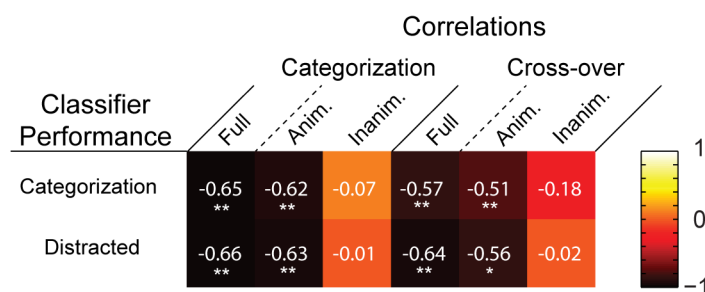 Correlations
Categorization Cross-over
Classifier
Performance
Full Anim. Inanim. Full Anim. Inanim.
Categorization -0.65 -0.62 -0.07 -0.57 -0.51 -0.18
** ** ** **
Distracted -0.66 -0.63 -0.01 -0.64 -0.56 -0.02
** ** ** *
1
0
-1